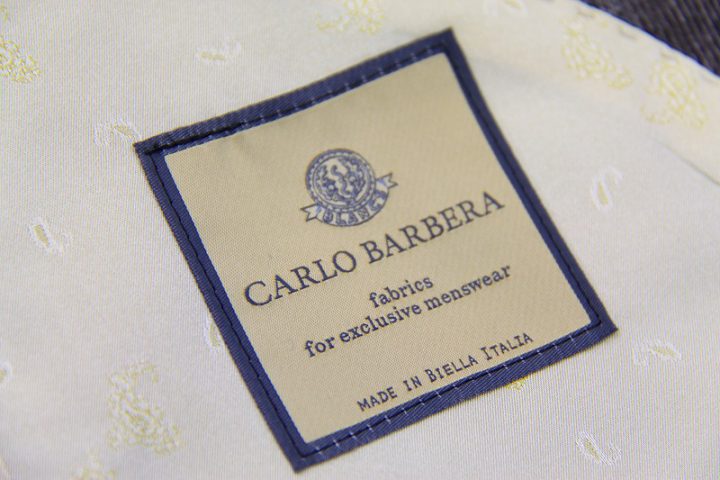 CARLO BARBERA
fabrics
for exclusive menswear
MADE IN BIELLA ITALIA